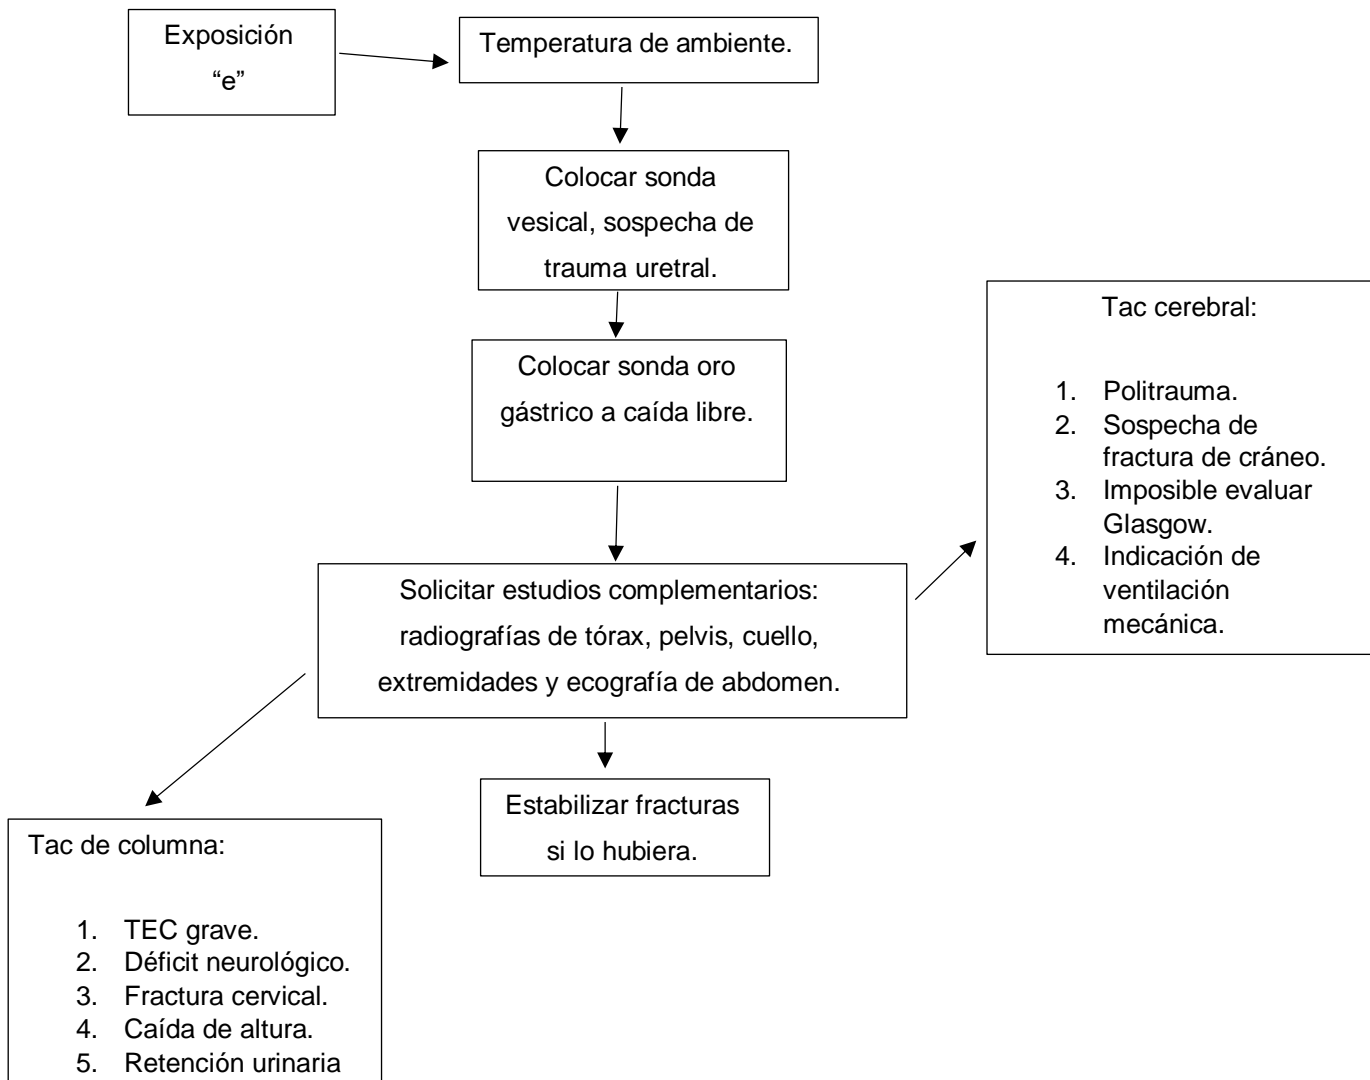 Exposición
“e”
Temperatura de ambiente.
Colocar sonda
vesical, sospecha de
trauma uretral.
Colocar sonda oro
gástrico a caída libre.
Solicitar estudios complementarios:
radiografías de tórax, pelvis, cuello,
extremidades y ecografía de abdomen.
Tac cerebral:
1. Politrauma.
2. Sospecha de
fractura de cráneo.
3. Imposible evaluar
Glasgow.
4. Indicación de
ventilación
mecánica.
Estabilizar fracturas
si lo hubiera.
Tac de columna:
1. TEC grave.
2. Déficit neurológico.
3. Fractura cervical.
4. Caída de altura.
5. Retención urinaria